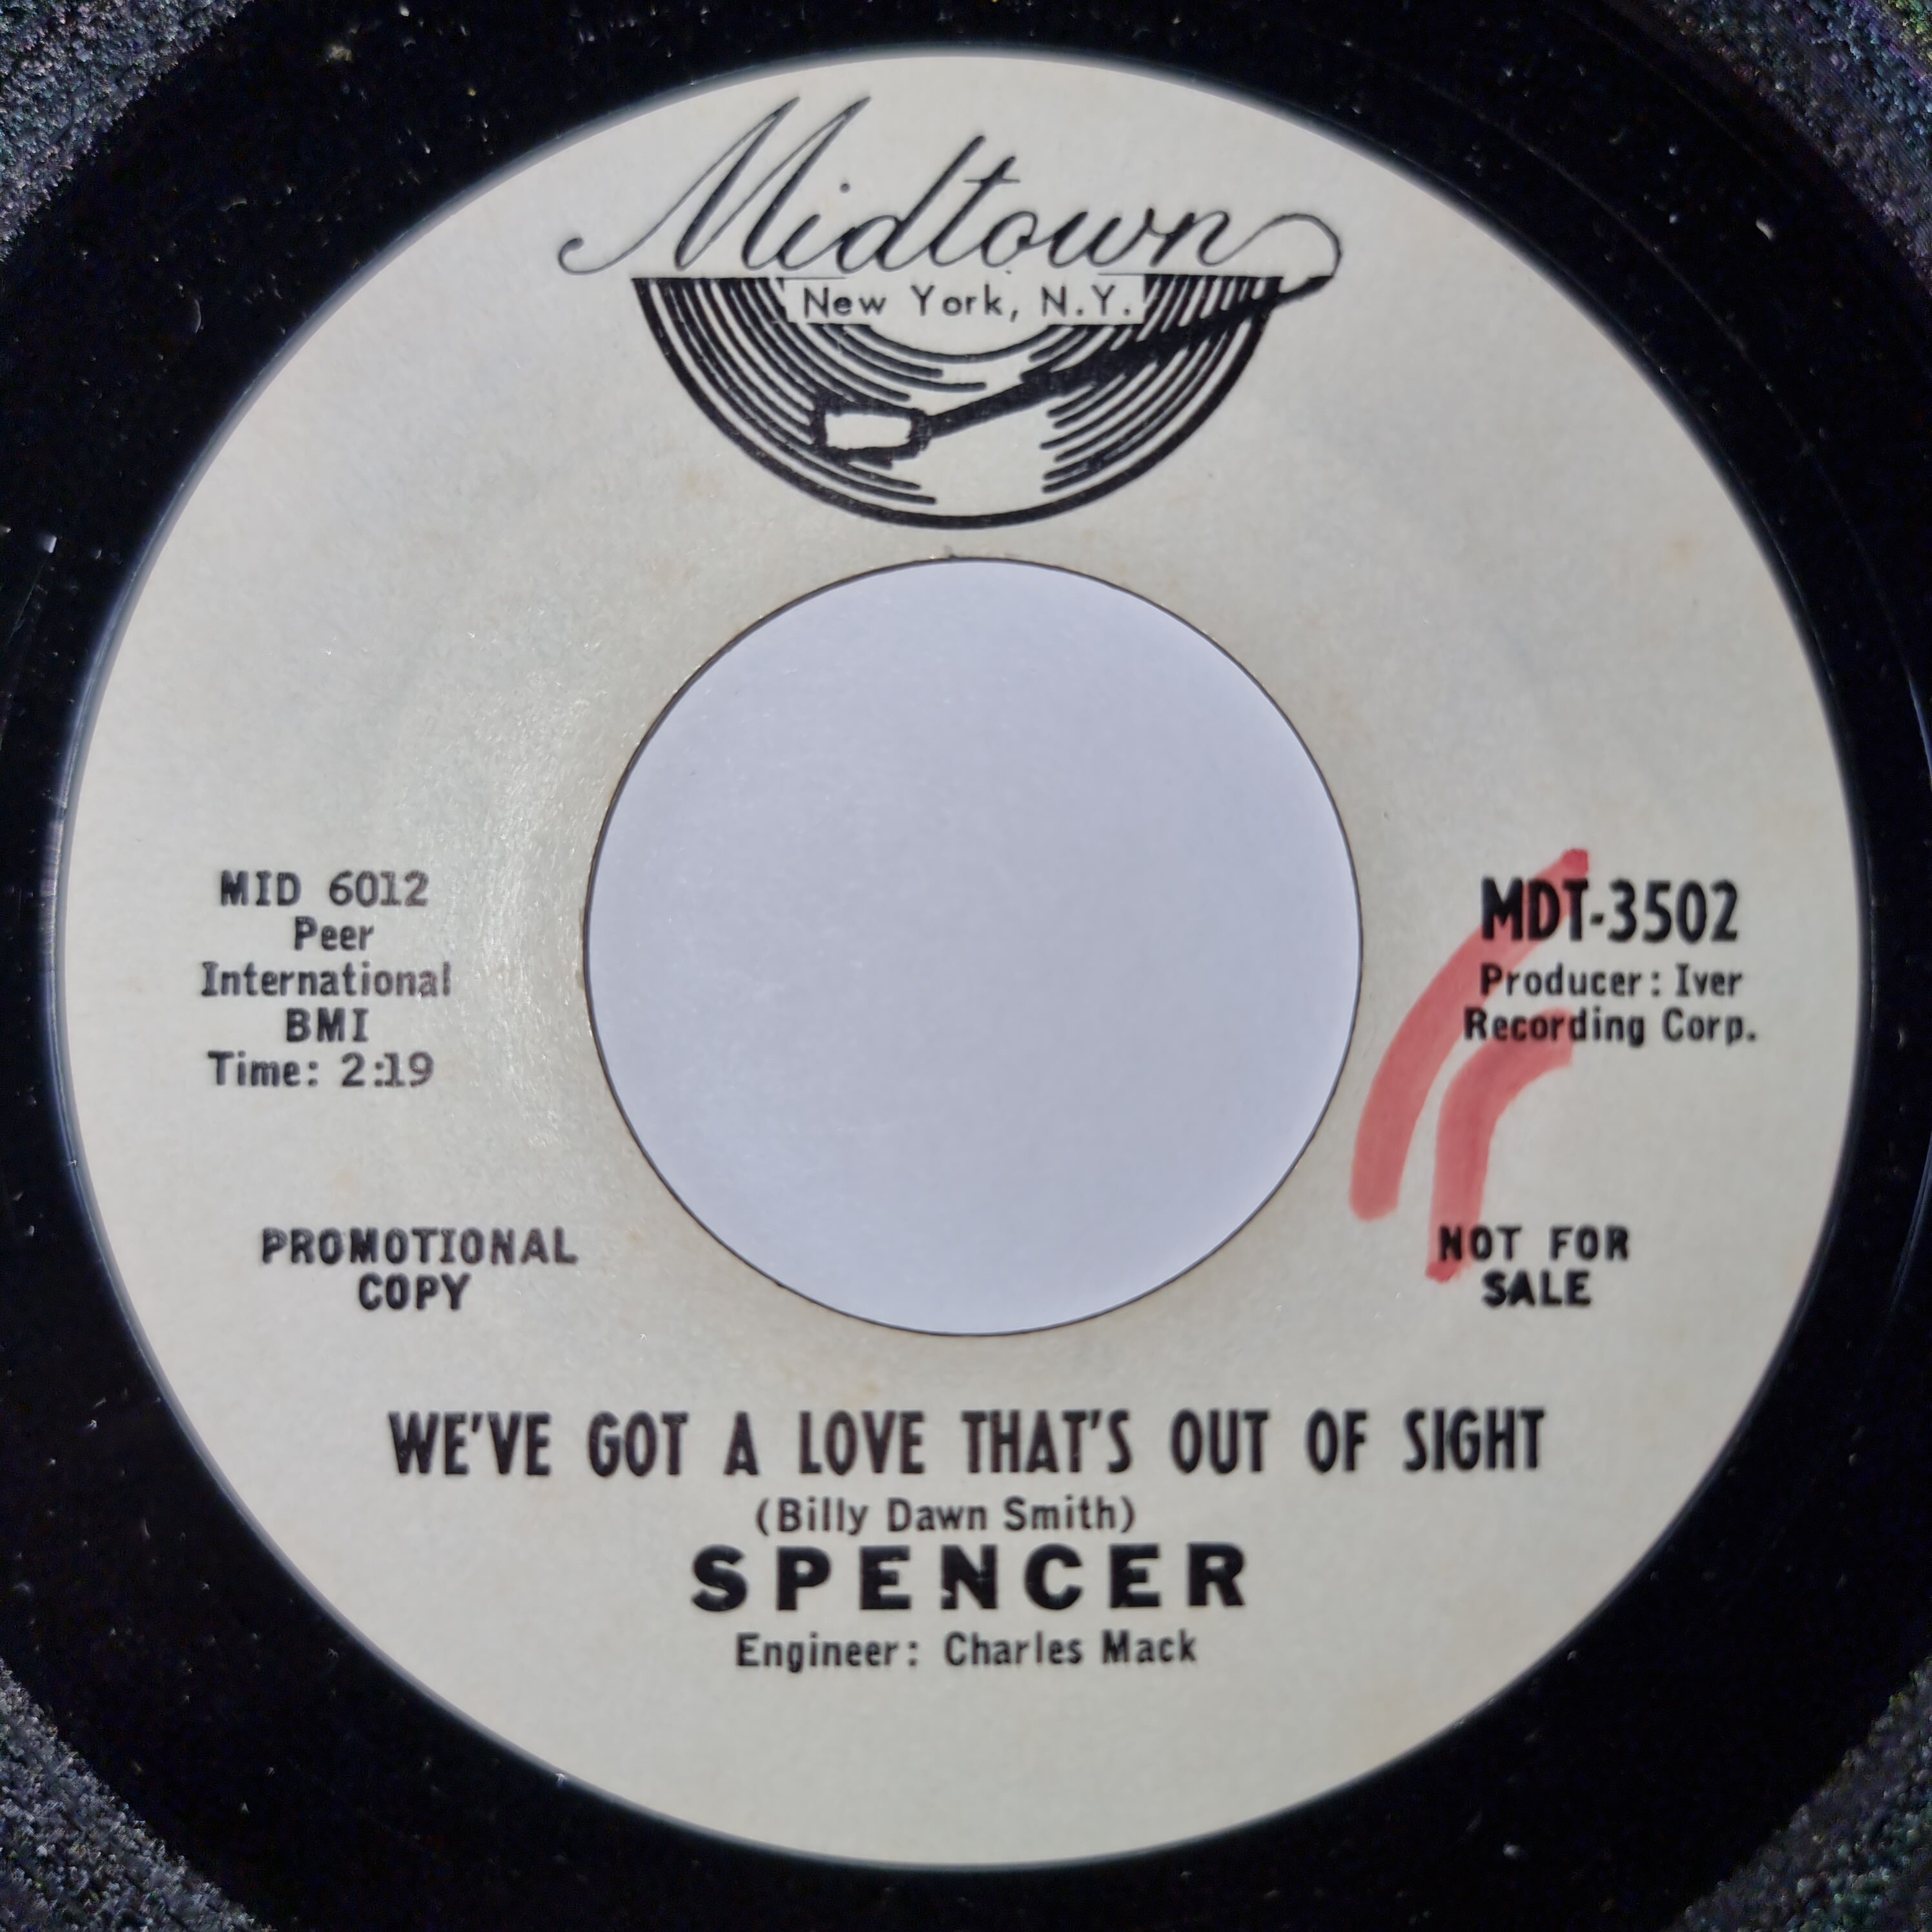 Midtown
New York, N.Y.
MID 6012
Peer
International
BMI
Time: 2:19
MDT-3502
Producer: Iver
Recording Corp.
PROMOTIONAL
COPY
NOT FOR
SALE
WE'VE GOT A LOVE THAT'S OUT OF SIGHT
(Billy Dawn Smith)
SPENCER
Engineer: Charles Mack